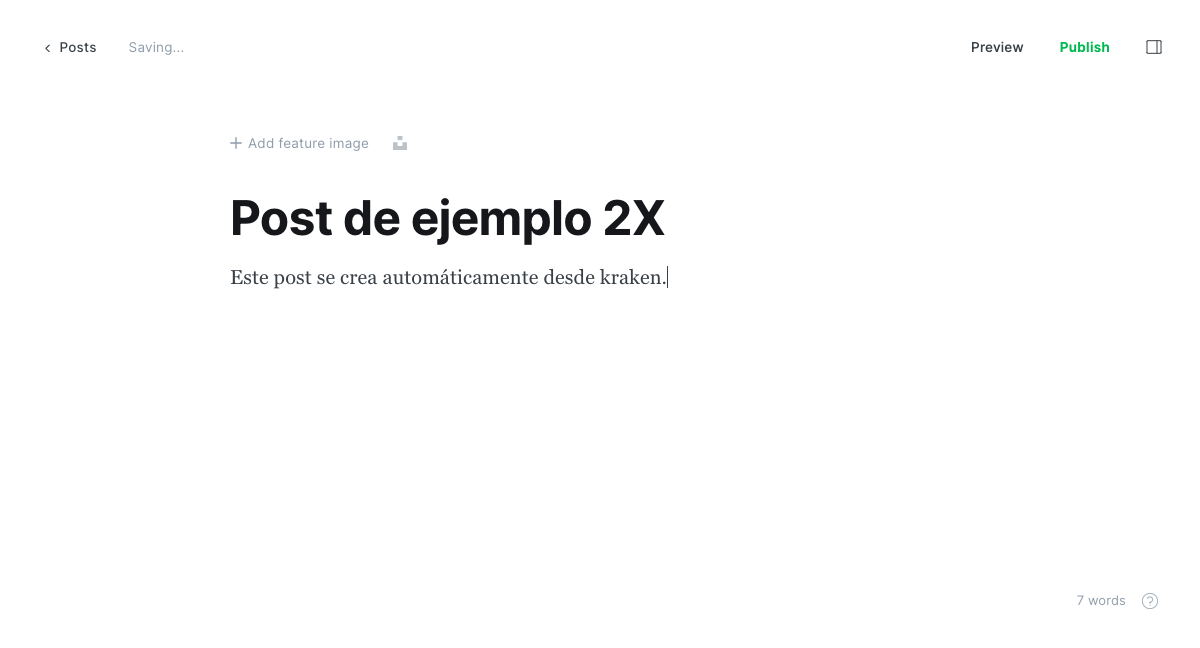 Posts
Saving...
Preview
Publish
Add feature image
Post de ejemplo 2X
Este post se crea automáticamente desde kraken.
7 words
?